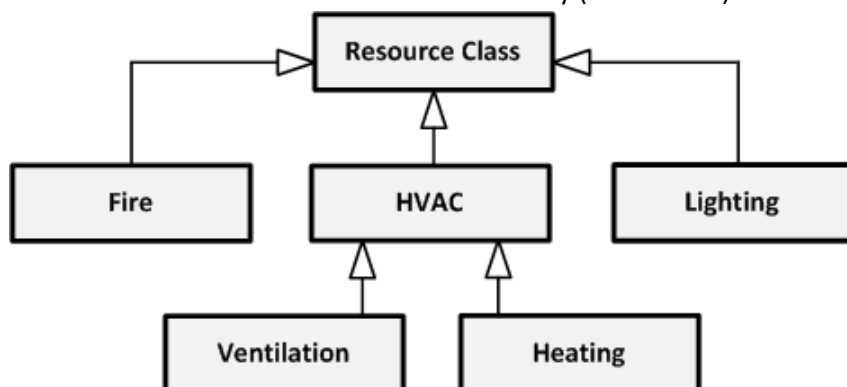 Resource Class
Fire
HVAC
Lighting
Ventilation
Heating